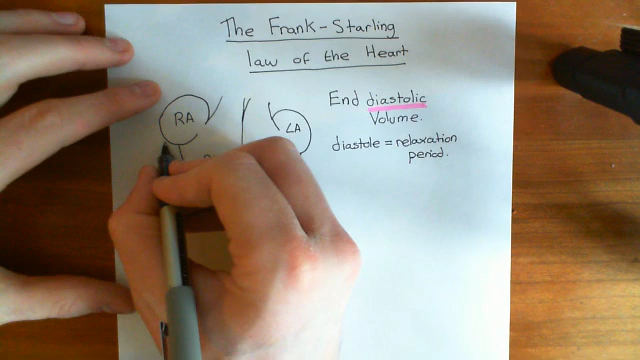 The Frank-Starling
law of the Heart
End diastolic
Volume.
diastole = relaxation
period.
RA
LA